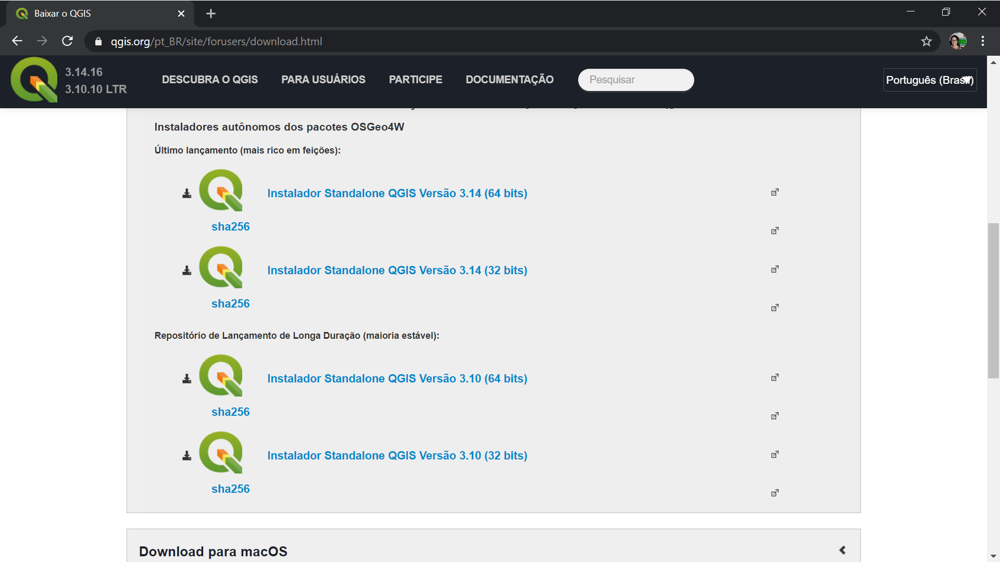 Baixar o QGIS
qgis.org/pt_BR/site/forusers/download.html
3.14.16
3.10.10 LTR
DESCUBRA O QGIS
PARA USUÁRIOS
PARTICIPE
DOCUMENTAÇÃO
Pesquisar
Português (Brasil)
Instaladores autônomos dos pacotes OSGeo4W
Último lançamento (mais rico em feições):
Instalador Standalone QGIS Versão 3.14 (64 bits)
sha256
Instalador Standalone QGIS Versão 3.14 (32 bits)
sha256
Repositório de Lançamento de Longa Duração (maioria estável):
Instalador Standalone QGIS Versão 3.10 (64 bits)
sha256
Instalador Standalone QGIS Versão 3.10 (32 bits)
sha256
Download para macOS